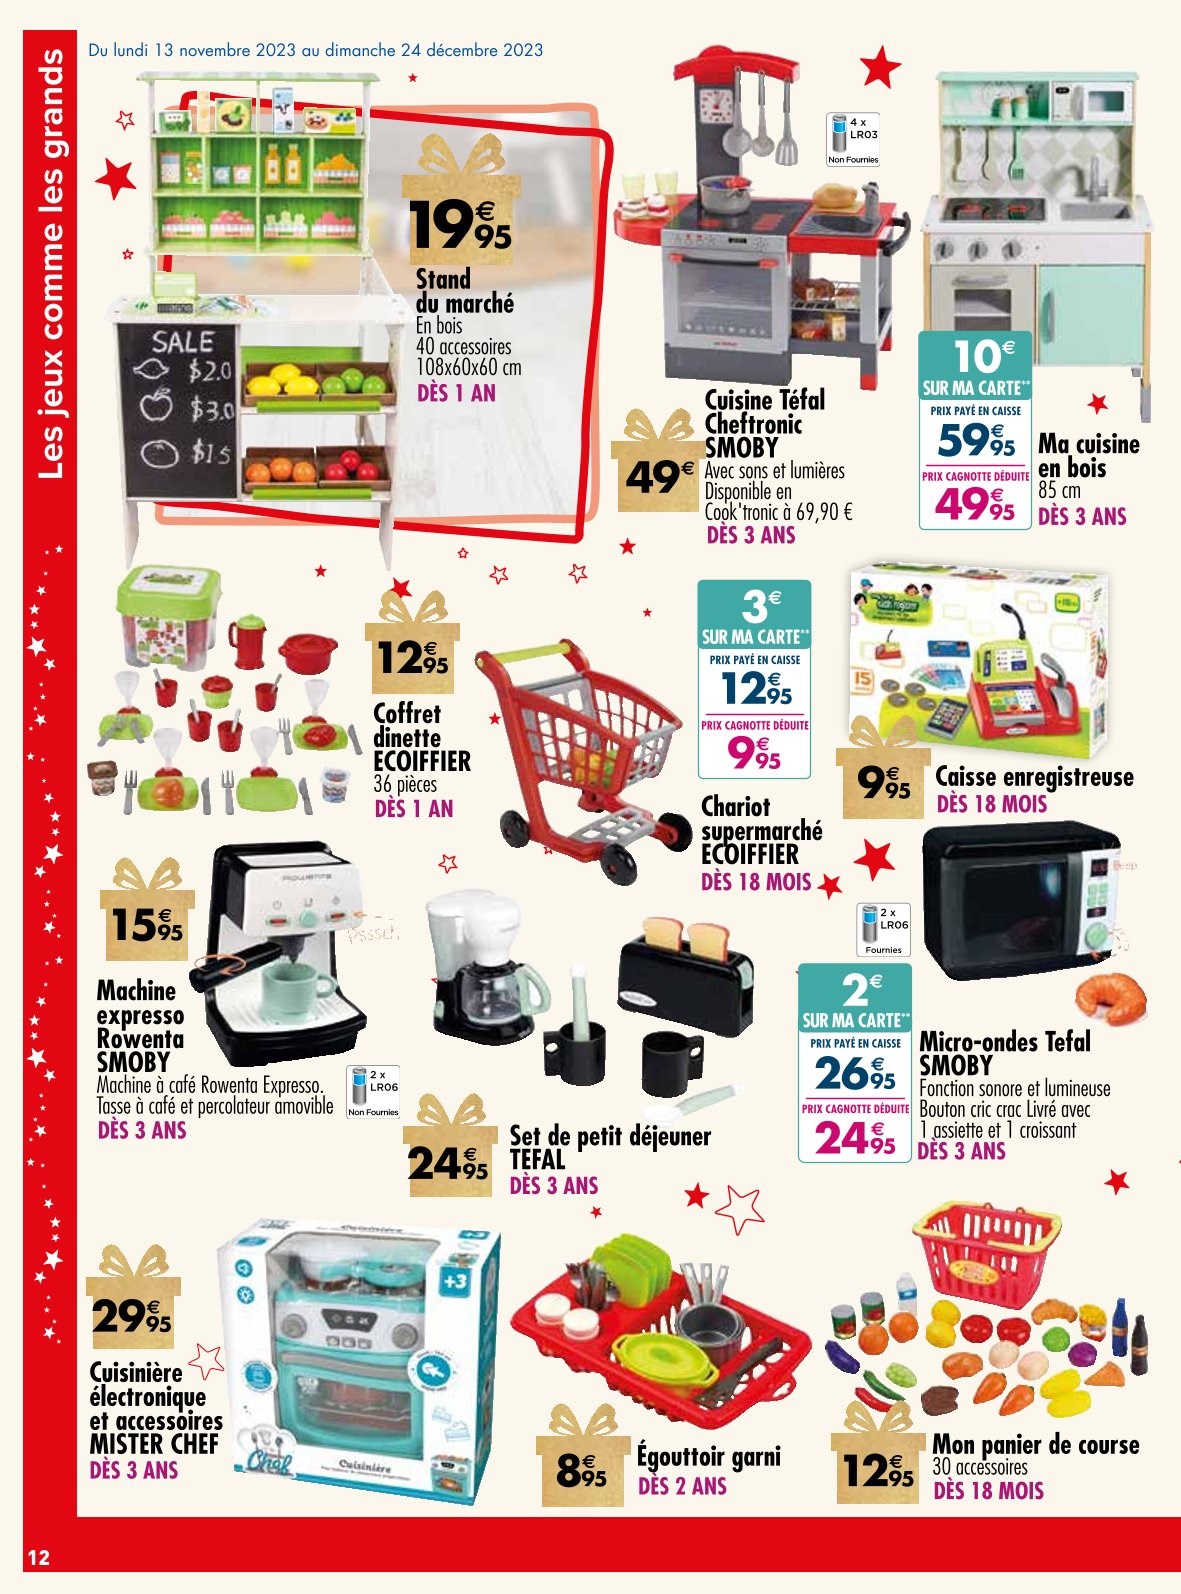 Du lundi 13 novembre 2023 au dimanche 24 décembre 2023
Les jeux comme les grands
SALE
$2.0
$3.0
$1.5
19€95
Stand
du marché
En bois
40 accessoires
108x60x60 cm
DÈS 1 AN
4 x
LR03
Non Fournies
49€
Cuisine Téfal
Cheftronic
SMOBY
Avec sons et lumières
Disponible en
Cook'tronic à 69,90 €
DÈS 3 ANS
10€
SUR MA CARTE**
PRIX PAYÉ EN CAISSE
59€95
PRIX CAGNOTTE DÉDUITE
49€95
Ma cuisine
en bois
85 cm
DÈS 3 ANS
12€95
Coffret
dinette
ECOIFFIER
36 pièces
DÈS 1 AN
3€
SUR MA CARTE**
PRIX PAYÉ EN CAISSE
12€95
PRIX CAGNOTTE DÉDUITE
9€95
Chariot
supermarché
ECOIFFIER
DÈS 18 MOIS
15
9€95
Caisse enregistreuse
DÈS 18 MOIS
15€95
Rowenta
Psssch.
Machine
expresso
Rowenta
SMOBY
Machine à café Rowenta Expresso.
Tasse à café et percolateur amovible
DÈS 3 ANS
2 x
LR06
Non Fournies
24€95
Set de petit déjeuner
TEFAL
DÈS 3 ANS
Beep
2 x
LR06
Fournies
2€
SUR MA CARTE**
PRIX PAYÉ EN CAISSE
26€95
PRIX CAGNOTTE DÉDUITE
24€95
Micro-ondes Tefal
SMOBY
Fonction sonore et lumineuse
Bouton cric crac Livré avec
1 assiette et 1 croissant
DÈS 3 ANS
29€95
Cuisinière
électronique
et accessoires
MISTER CHEF
DÈS 3 ANS
Cuisinière
+3
Chef
Cuisinière
8€95
Égouttoir garni
DÈS 2 ANS
12€95
Mon panier de course
30 accessoires
DÈS 18 MOIS
12